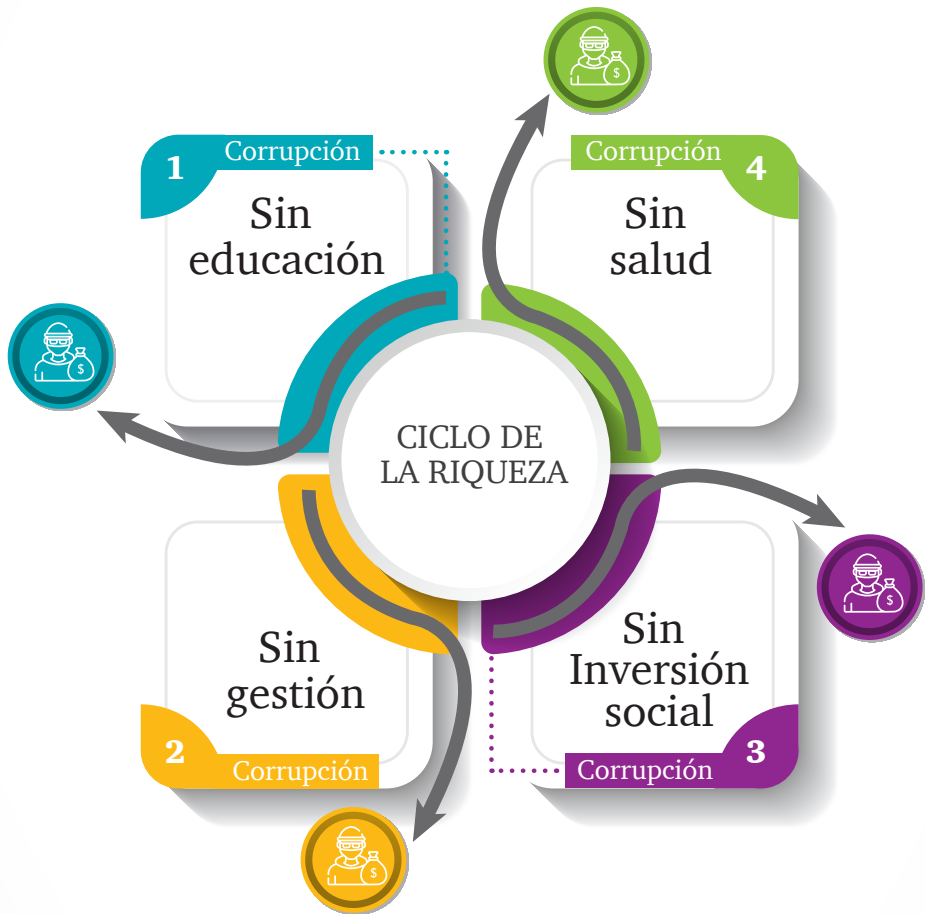 1
Corrupción
Sin
educación
Corrupción
4
Sin
salud
CICLO DE
LA RIQUEZA
Sin
gestión
2
Corrupción
Sin
Inversión
social
Corrupción
3
$
$
$
$